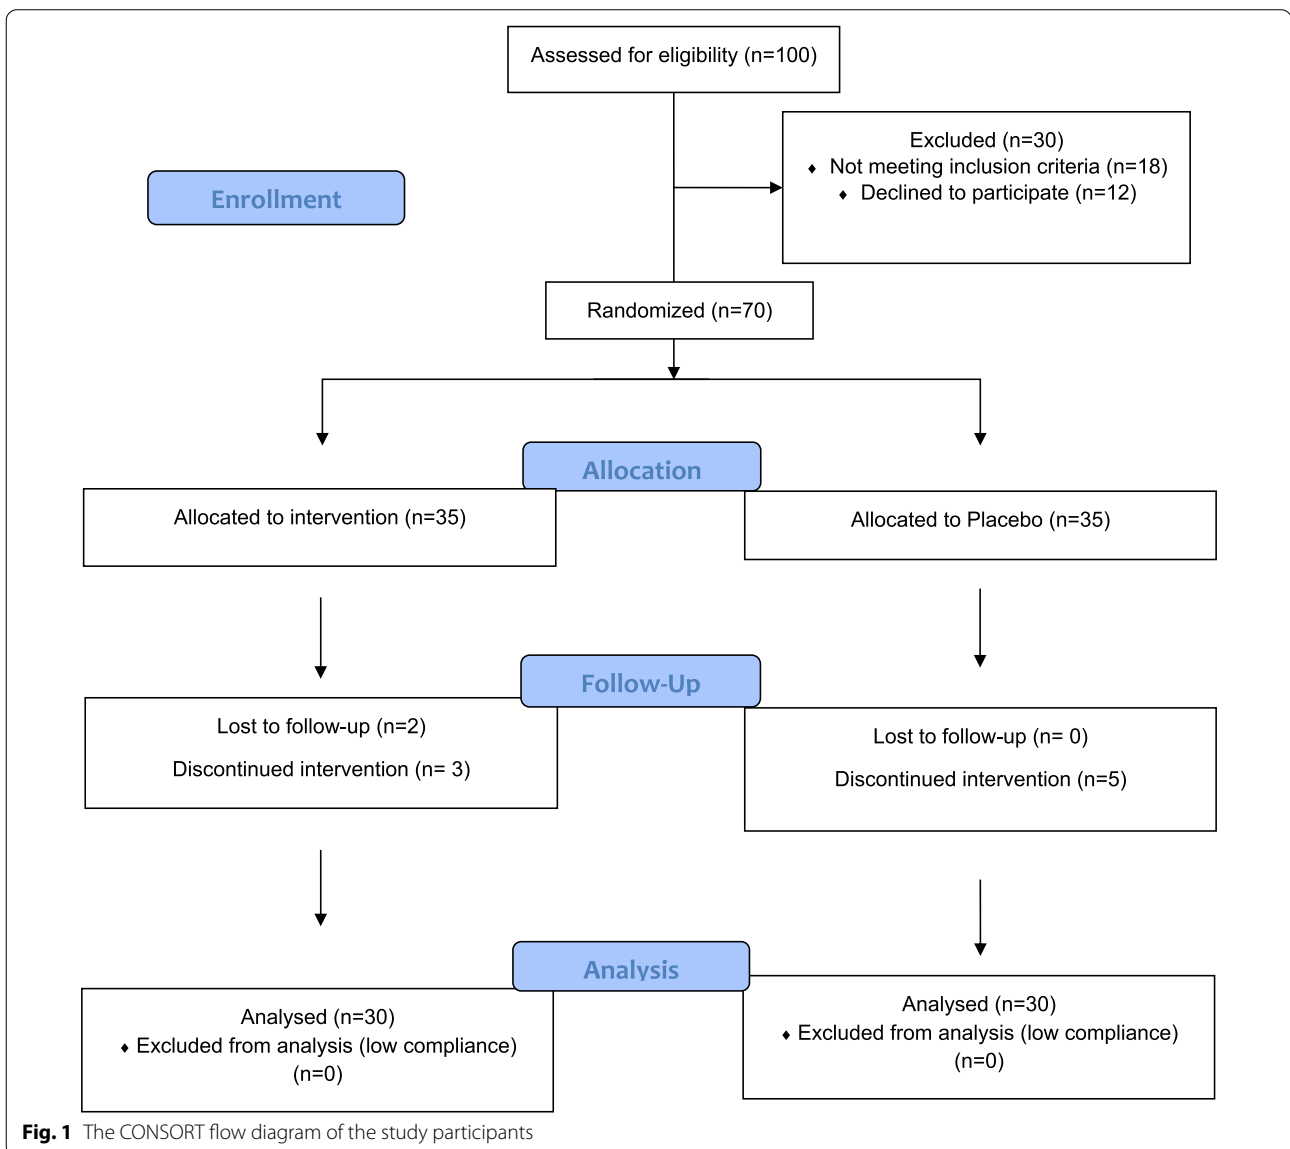 Assessed for eligibility (n=100)
Excluded (n=30)
♦ Not meeting inclusion criteria (n=18)
♦ Declined to participate (n=12)
Enrollment
Randomized (n=70)
Allocation
Allocated to intervention (n=35)
Allocated to Placebo (n=35)
Follow-Up
Lost to follow-up (n=2)
Discontinued intervention (n= 3)
Lost to follow-up (n= 0)
Discontinued intervention (n=5)
Analysis
Analysed (n=30)
♦ Excluded from analysis (low compliance)
(n=0)
Analysed (n=30)
♦ Excluded from analysis (low compliance)
(n=0)
Fig. 1 The CONSORT flow diagram of the study participants